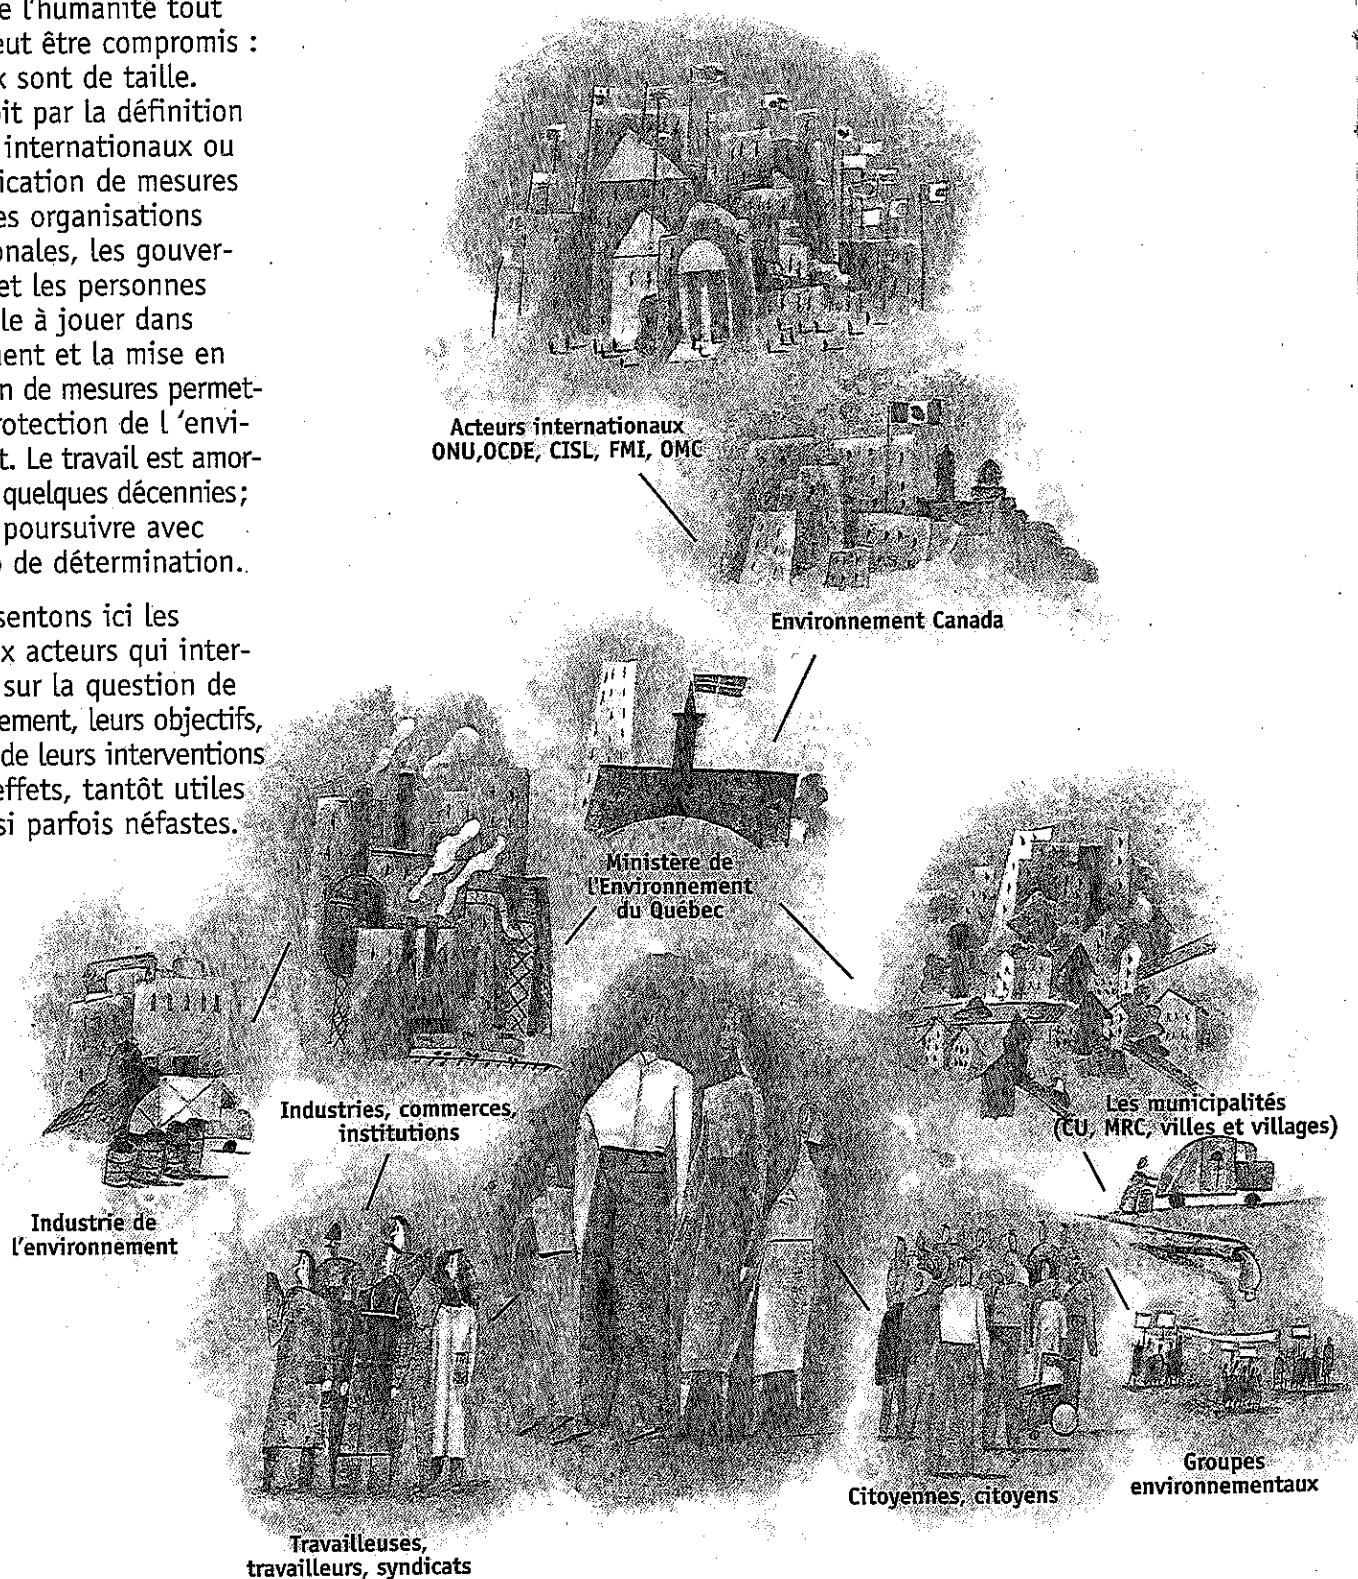 e l'humanité tout
eut être compromis :
x sont de taille.
it par la définition
internationaux ou
ication de mesures
es organisations
onales, les gouver-
et les personnes
le à jouer dans
ent et la mise en
n de mesures permet-
rotection de l 'envi-
t. Le travail est amor-
quelques décennies;
poursuivre avec
de détermination.
sentons ici les
x acteurs qui inter-
sur la question de
ement, leurs objectifs,
de leurs interventions
effets, tantôt utiles
si parfois néfastes.
Acteurs internationaux
ONU,OCDE, CISL, FMI, OMC
Environnement Canada
Ministère de
l'Environnement
du Québec
Industries, commerces,
institutions
Les municipalités
(CU, MRC, villes et villages)
Industrie de
l'environnement
Groupes
environnementaux
Citoyennes, citoyens
Travailleuses,
travailleurs, syndicats